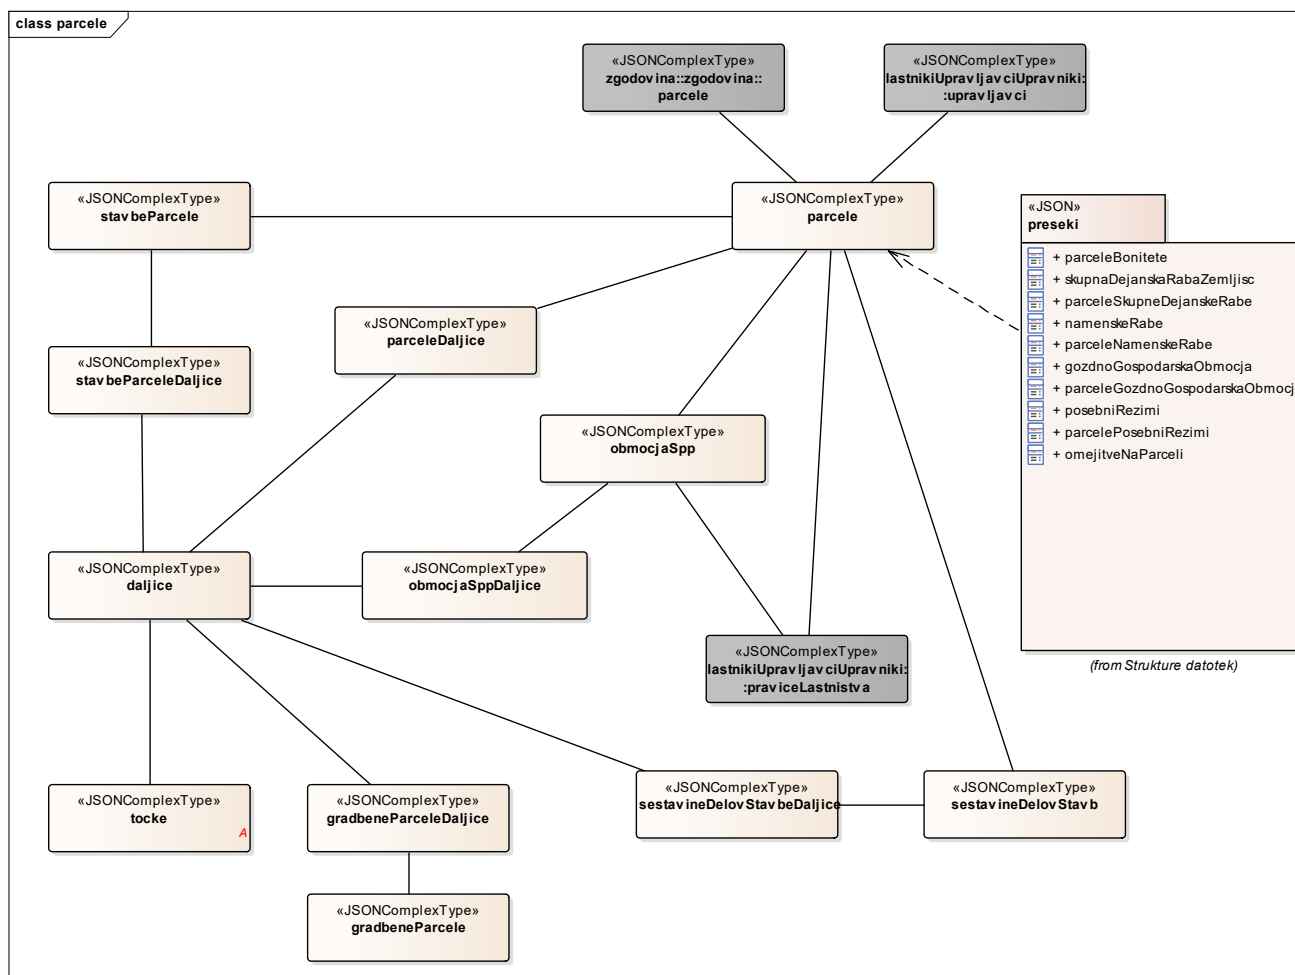 class parcele
«JSONComplexType»
zgodovina::zgodovina::
parcele
«JSONComplexType»
lastnikiUpravljavciUpravniki:
:upravljavci
«JSONComplexType»
stavbeParcele
«JSONComplexType»
parcele
«JSON»
preseki
+ parceleBonitete
+ skupnaDejanskaRabaZemljisc
+ parceleSkupneDejanskeRabe
+ namenskeRabe
+ parceleNamenskeRabe
+ gozdnoGospodarskaObmocja
+ parceleGozdnoGospodarskaObmocj
+ posebniRezimi
+ parcelePosebniRezimi
+ omejitveNaParceli
(from Strukture datotek)
«JSONComplexType»
parceleDaljice
«JSONComplexType»
stavbeParceleDaljice
«JSONComplexType»
obmocjaSpp
«JSONComplexType»
daljice
«JSONComplexType»
obmocjaSppDaljice
«JSONComplexType»
lastnikiUpravljavciUpravniki:
:praviceLastnistva
«JSONComplexType»
tocke
A
«JSONComplexType»
gradbeneParceleDaljice
«JSONComplexType»
sestavineDelovStavbeDaljice
«JSONComplexType»
sestavineDelovStavb
«JSONComplexType»
gradbeneParcele